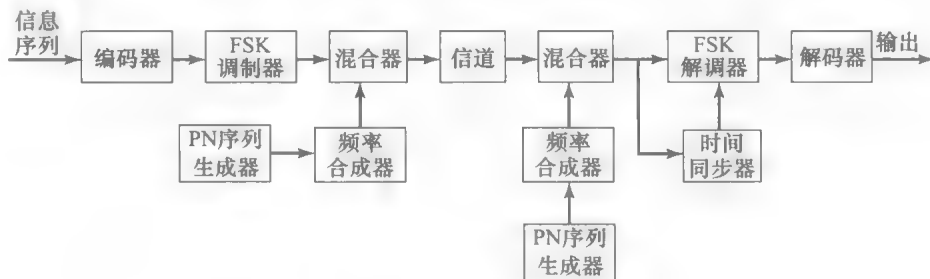 信息
序列
编码器
FSK
调制器
混合器
信道
混合器
FSK
解调器
解码器
输出
PN序列
生成器
频率
合成器
频率
合成器
时间
同步器
PN序列
生成器